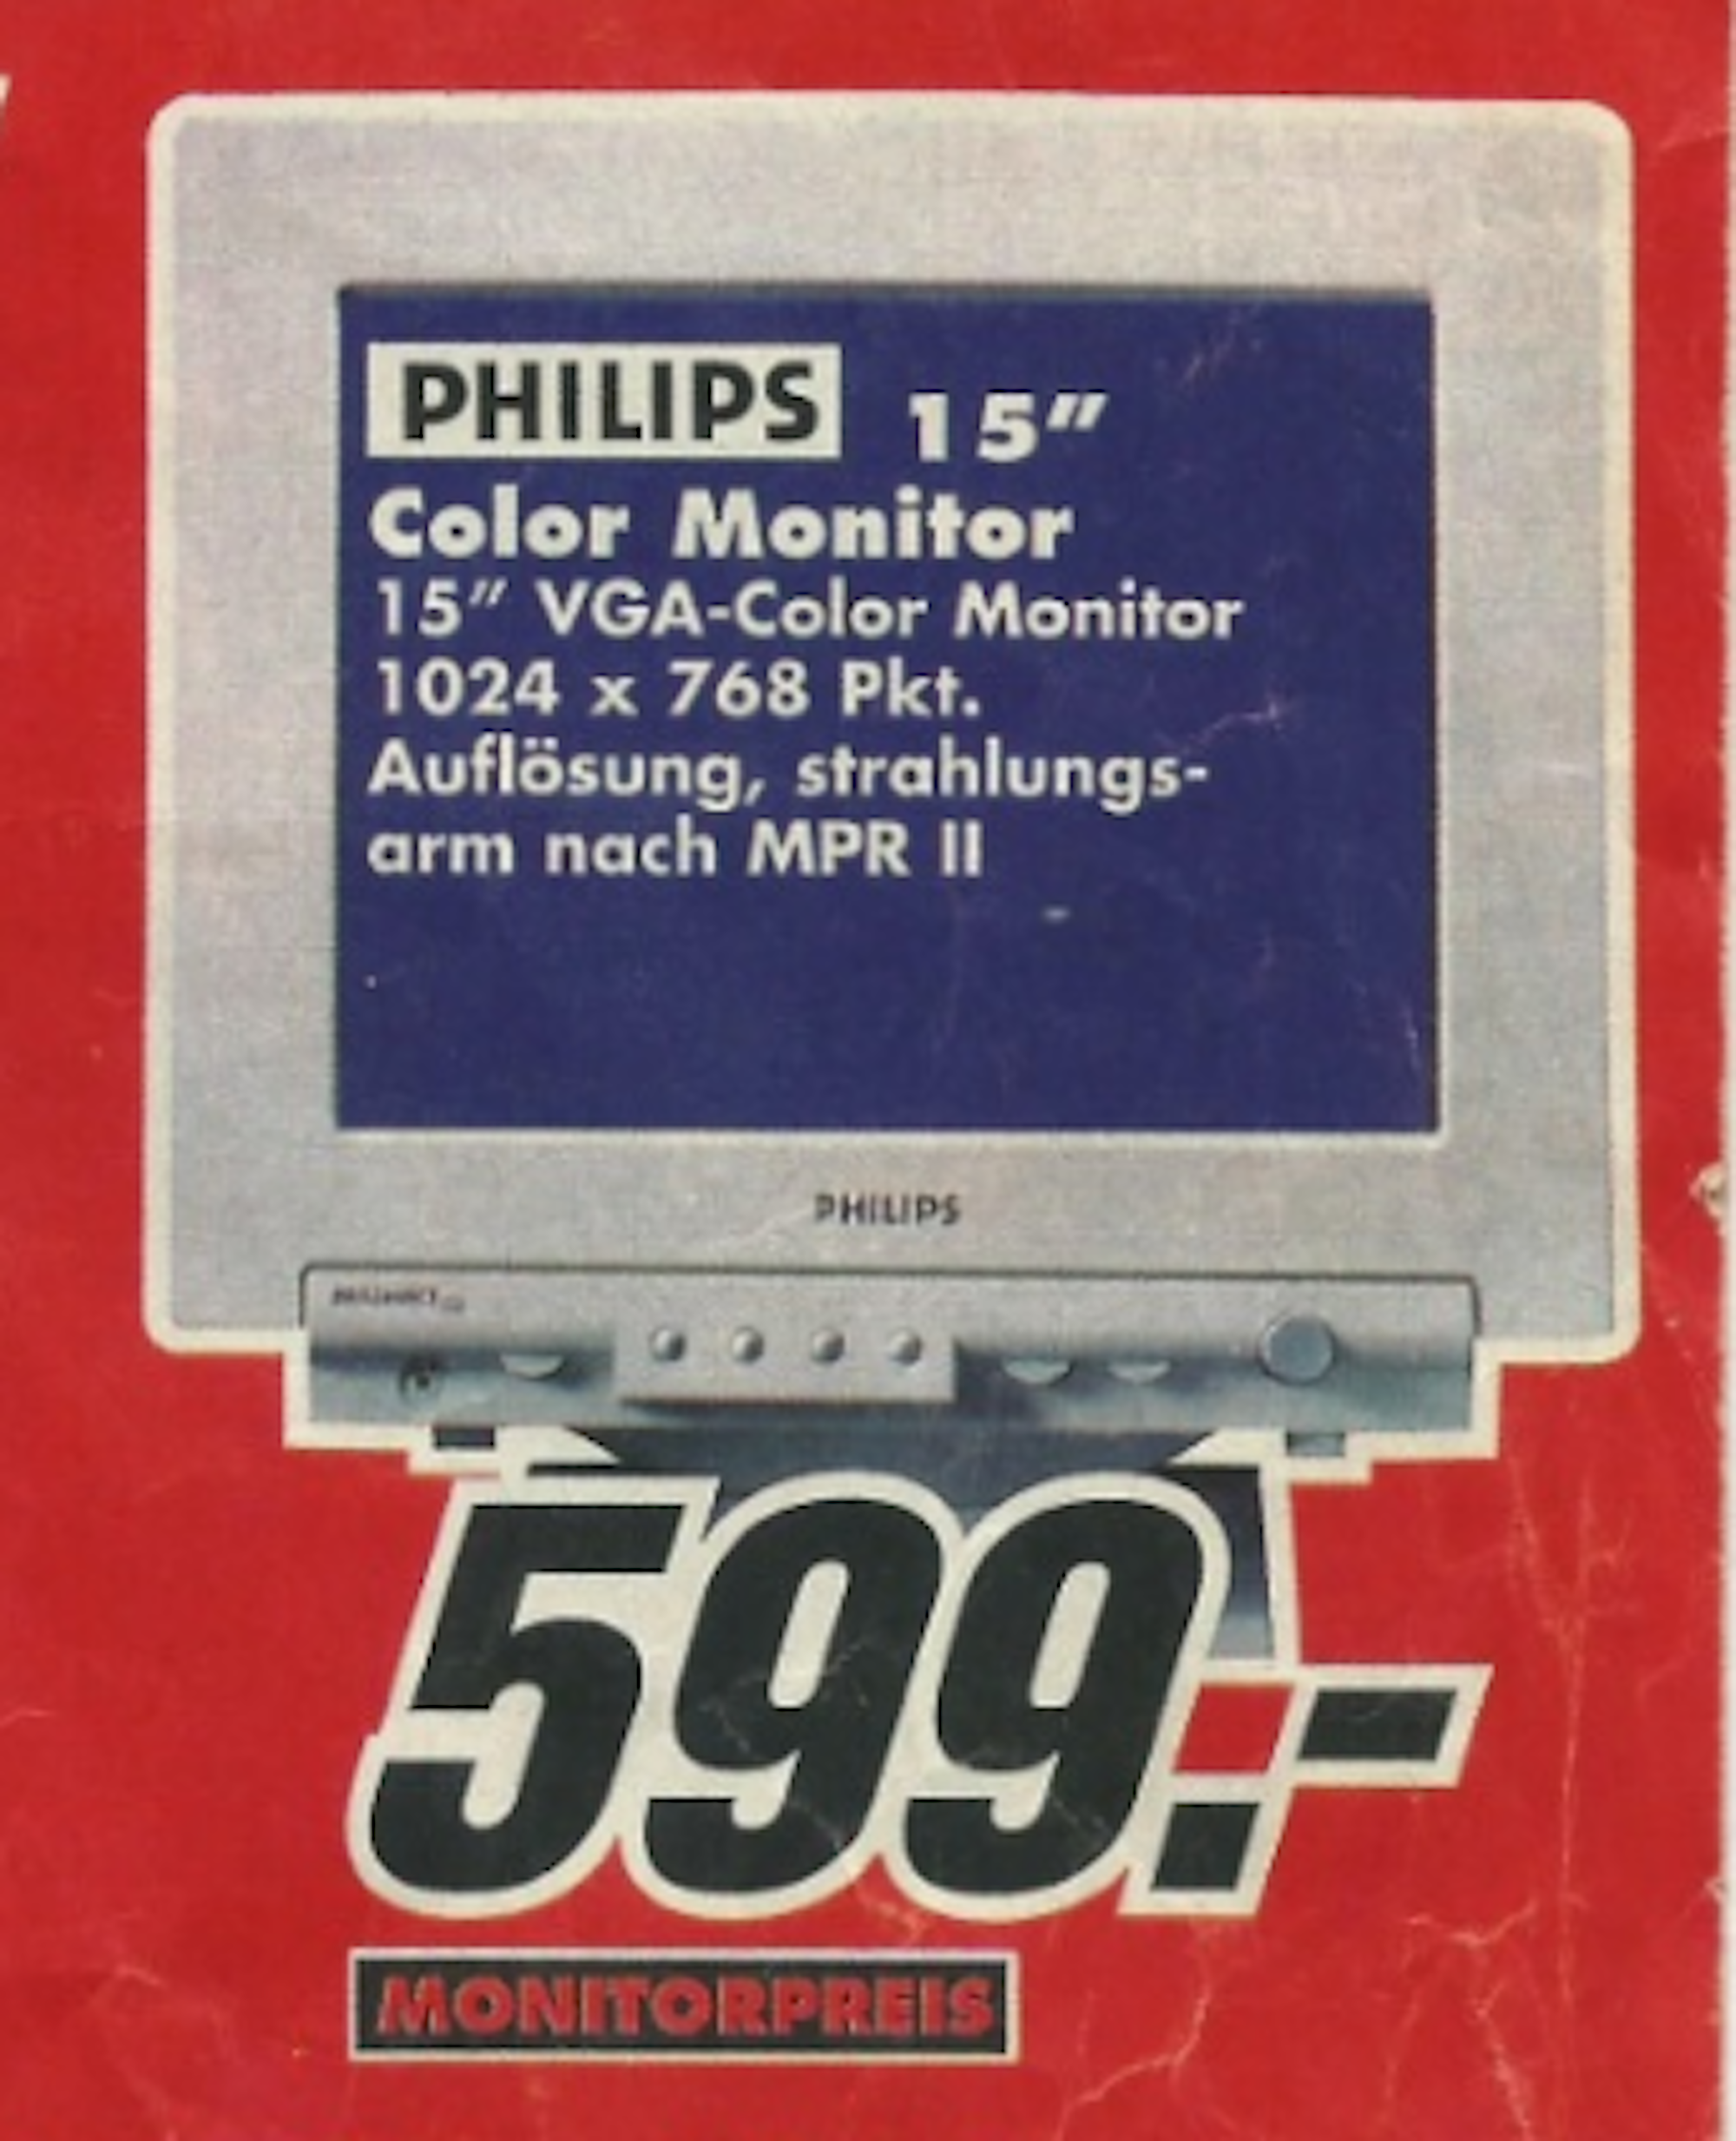 PHILIPS 15"
Color Monitor
15" VGA-Color Monitor
1024 x 768 Pkt.
Auflösung, strahlungs-
arm nach MPR II
PHILIPS
599.-
MONITORPREIS